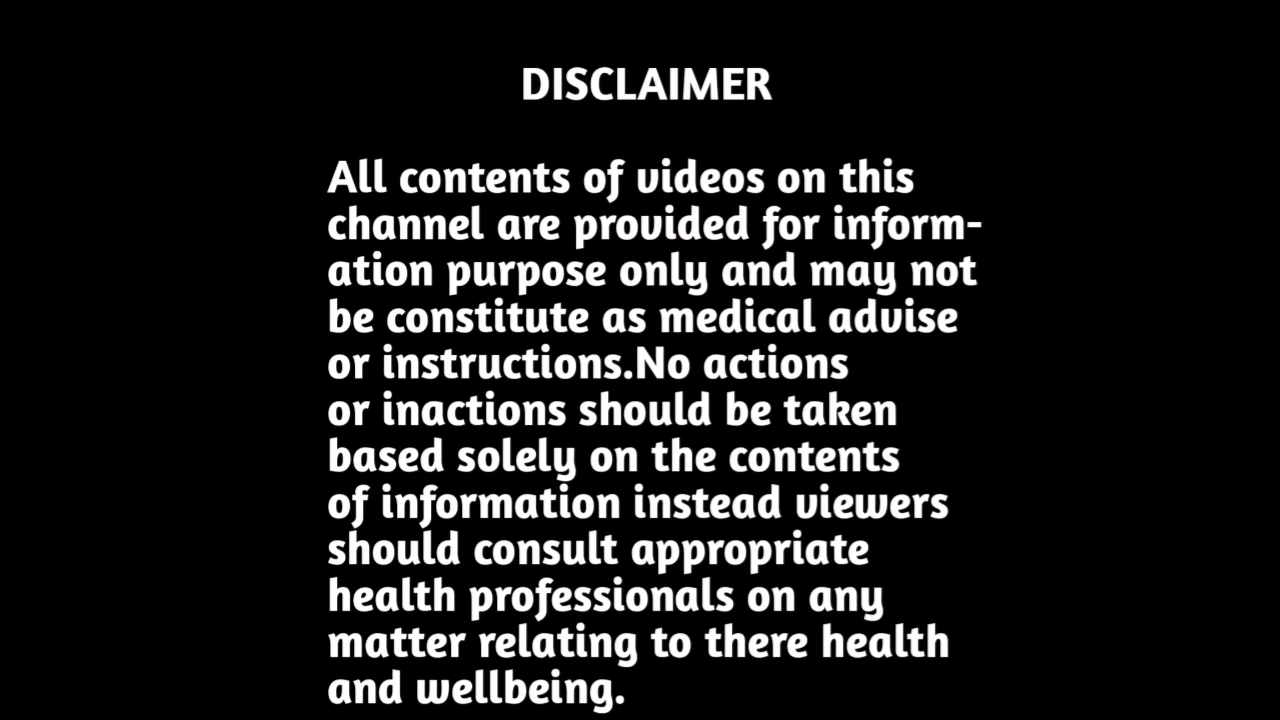 DISCLAIMER
All contents of videos on this
channel are provided for inform-
ation purpose only and may not
be constitute as medical advise
or instructions.No actions
or inactions should be taken
based solely on the contents
of information instead viewers
should consult appropriate
health professionals on any
matter relating to there health
and wellbeing.